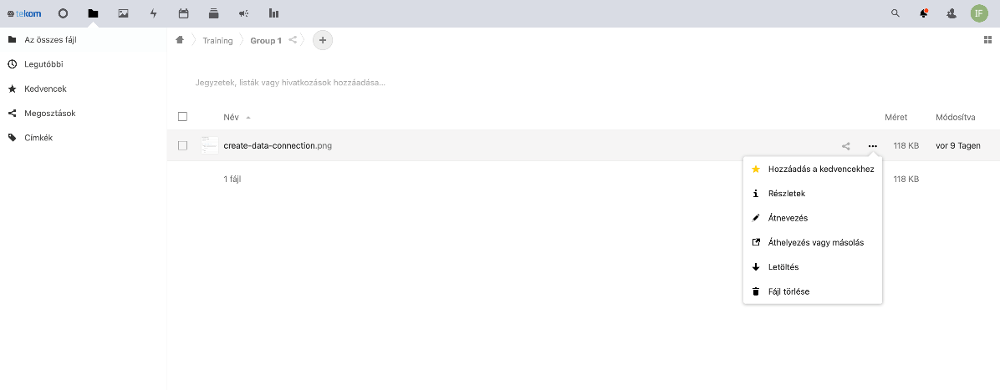 tekom
IF
Az összes fájl
Legutóbbi
Kedvencek
Megosztások
Címkék
Training
Group 1
Jegyzetek, listák vagy hivatkozások hozzáadása...
Név
Méret
Módosítva
create-data-connection.png
118 KB
vor 9 Tagen
1 fájl
118 KB
Hozzáadás a kedvencekhez
Részletek
Átnevezés
Áthelyezés vagy másolás
Letöltés
Fájl törlése